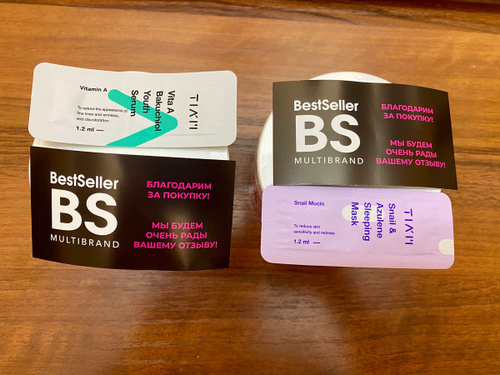 Vitamin A
To reduce the appearance of
fine lines and wrinkles,
and discoloration.
1.2 ml —
Vita A
Bakuchiol
Youth
Serum
TIA'M
BestSeller
BS
MULTIBRAND
БЛАГОДАРИМ
ЗА ПОКУПКУ!
МЫ БУДЕМ
ОЧЕНЬ РАДЫ
ВАШЕМУ ОТЗЫВУ!
BestSeller
BS
MULTIBRAND
БЛАГОДАРИМ
ЗА ПОКУПКУ!
МЫ БУДЕМ
ОЧЕНЬ РАДЫ
ВАШЕМУ ОТЗЫВУ!
Snail Mucin
To reduce skin
sensitivity and redness.
1.2 ml —
Snail &
Azulene
Sleeping
Mask
TIA'M